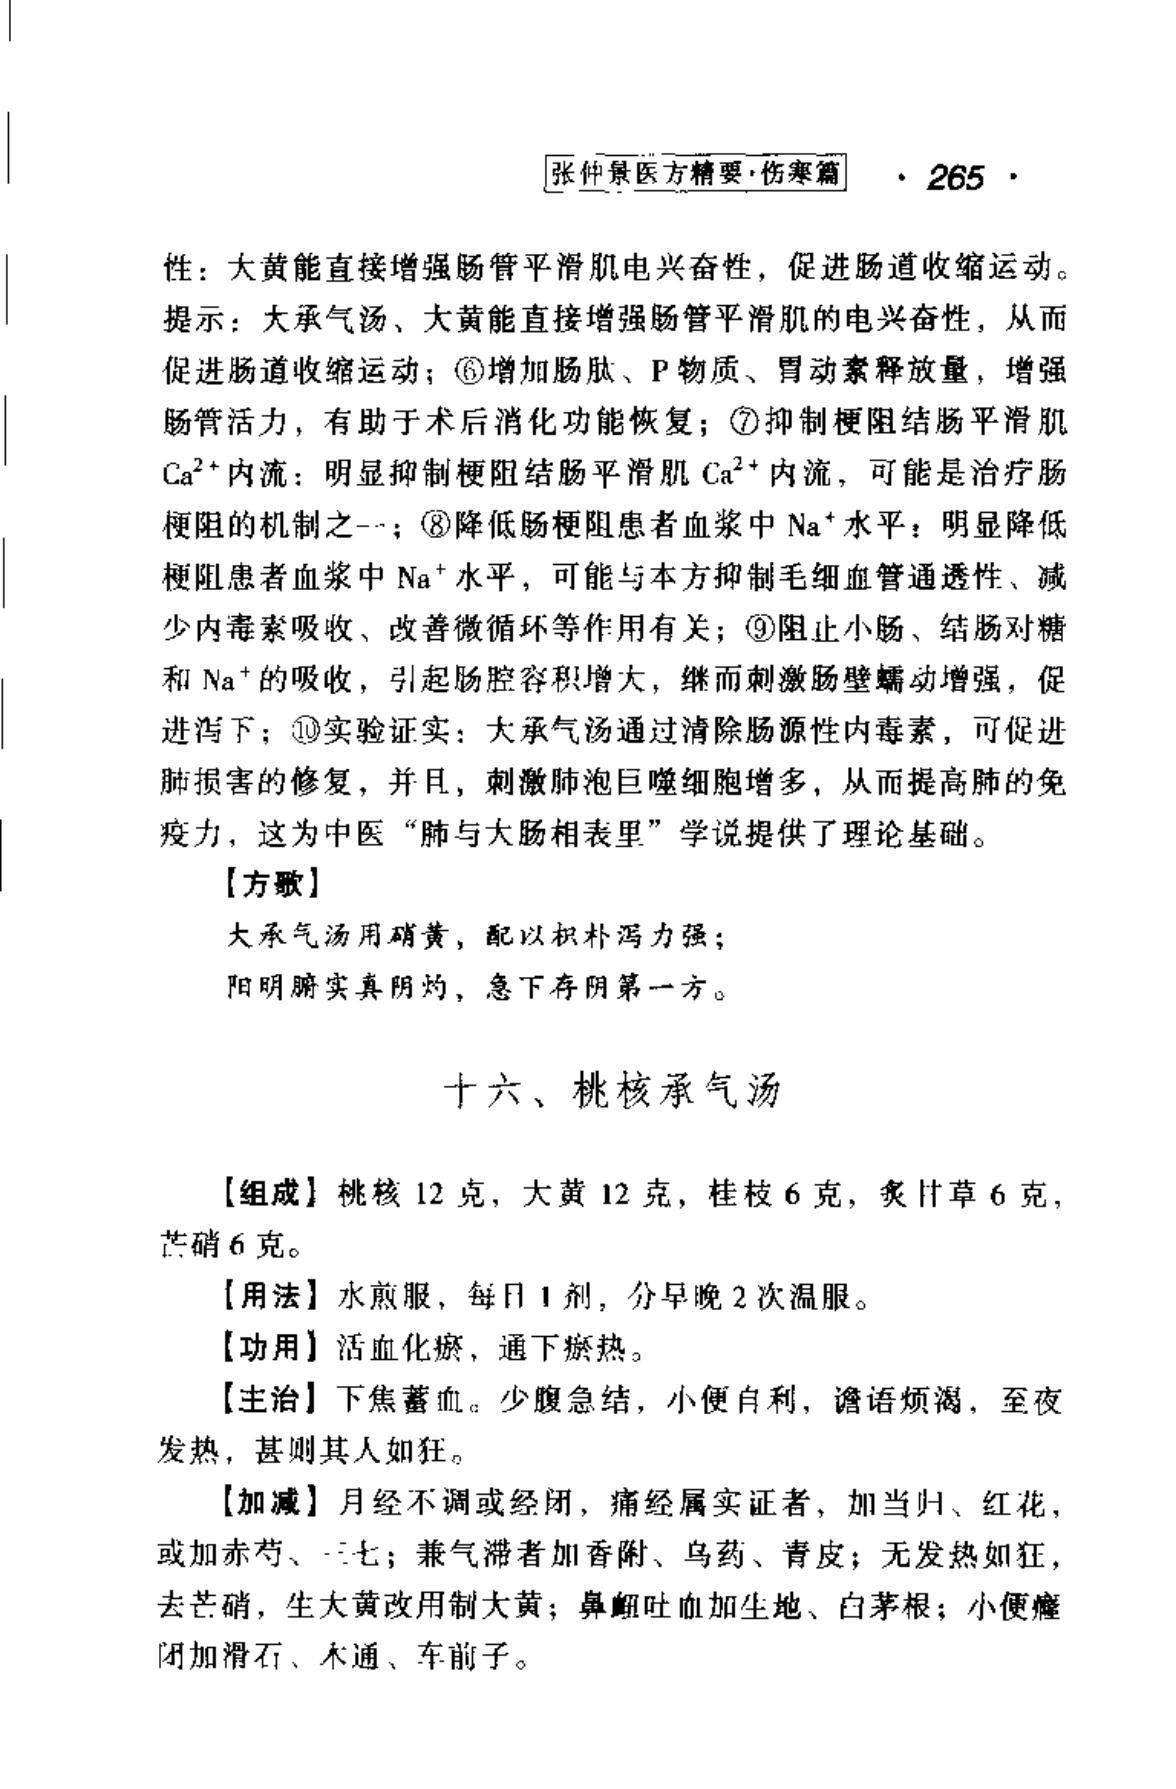 张仲景医方精要·伤寒篇 · 265 ·
性：大黄能直接增强肠管平滑肌电兴奋性，促进肠道收缩运动。
提示：大承气汤、大黄能直接增强肠管平滑肌的电兴奋性，从而
促进肠道收缩运动；⑥增加肠肽、P 物质、胃动素释放量，增强
肠管活力，有助于术后消化功能恢复；⑦抑制梗阻结肠平滑肌
Ca²⁺内流：明显抑制梗阻结肠平滑肌 Ca²⁺内流，可能是治疗肠
梗阻的机制之一；⑧降低肠梗阻患者血浆中 Na⁺水平：明显降低
梗阻患者血浆中 Na⁺水平，可能与本方抑制毛细血管通透性、减
少内毒素吸收、改善微循环等作用有关；⑨阻止小肠、结肠对糖
和 Na⁺的吸收，引起肠腔容积增大，继而刺激肠壁蠕动增强，促
进泻下；⑩实验证实：大承气汤通过清除肠源性内毒素，可促进
肺损害的修复，并且，刺激肺泡巨噬细胞增多，从而提高肺的免
疫力，这为中医“肺与大肠相表里”学说提供了理论基础。
【方歌】
大承气汤用硝黄，配以枳朴泻力强；
阳明腑实真阴灼，急下存阴第一方。
十六、桃核承气汤
【组成】桃核 12 克，大黄 12 克，桂枝 6 克，炙甘草 6 克，
芒硝 6 克。
【用法】水煎服，每日 1 剂，分早晚 2 次温服。
【功用】活血化瘀，通下瘀热。
【主治】下焦蓄血。少腹急结，小便自利，谵语烦渴，至夜
发热，甚则其人如狂。
【加减】月经不调或经闭，痛经属实证者，加当归、红花，
或加赤芍、三七；兼气滞者加香附、乌药、青皮；无发热如狂，
去芒硝，生大黄改用制大黄；鼻衄吐血加生地、白茅根；小便癃
闭加滑石、木通、车前子。